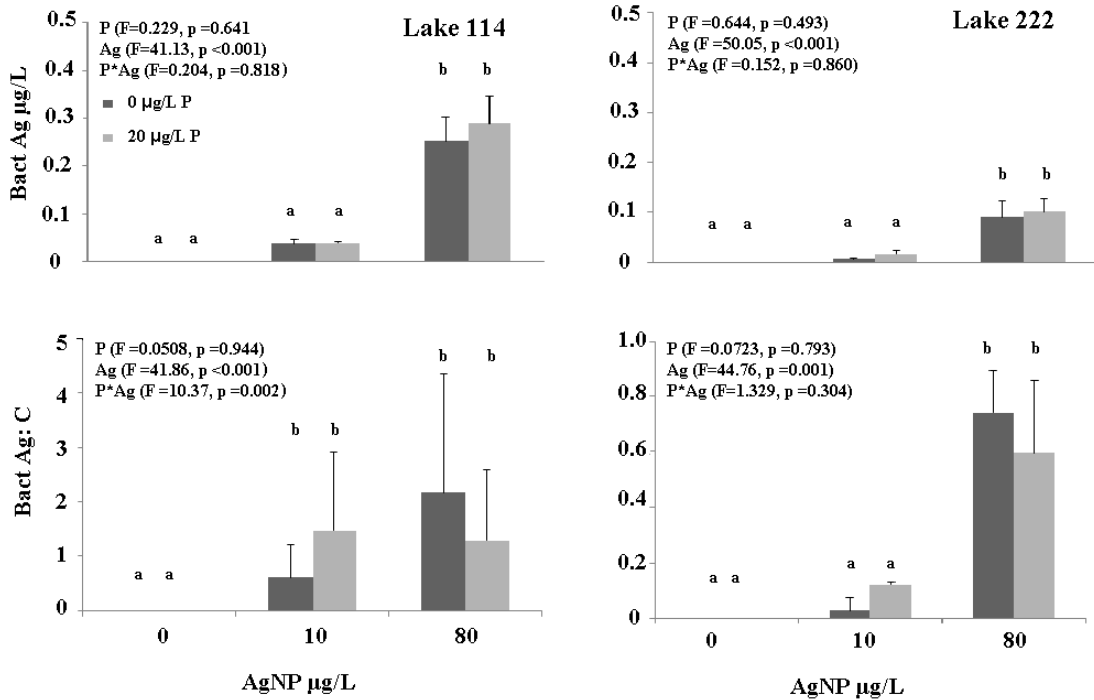 Lake 114
P (F=0.229, p =0.641
Ag (F=41.13, p <0.001)
P*Ag (F=0.204, p =0.818)
0 µg/L P
20 µg/L P
Bact Ag µg/L
0.5
0.4
0.3
0.2
0.1
0
a a
a a
b b
Lake 222
P (F =0.644, p =0.493)
Ag (F =50.05, p <0.001)
P*Ag (F =0.152, p =0.860)
0.5
0.4
0.3
0.2
0.1
0
a a
a a
b b
P (F =0.0508, p =0.944)
Ag (F =41.86, p <0.001)
P*Ag (F =10.37, p =0.002)
Bact Ag: C
5
4
3
2
1
0
a a
b b
b b
0 10 80
AgNP µg/L
P (F =0.0723, p =0.793)
Ag (F=44.76, p =0.001)
P*Ag (F=1.329, p =0.304)
1.0
0.8
0.6
0.4
0.2
0
a a
a a
b b
0 10 80
AgNP µg/L